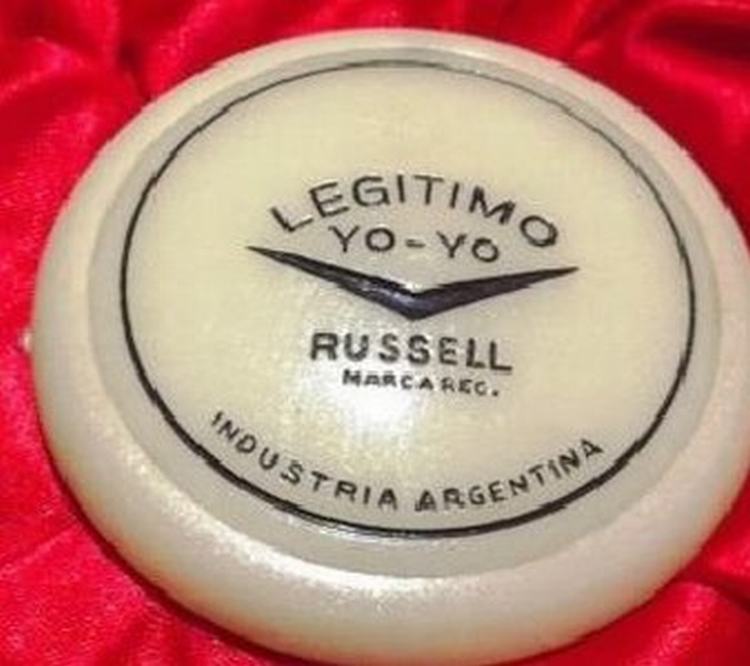 LEGITIMO
YO-YO
RUSSELL
MARCA REG.
INDUSTRIA ARGENTINA